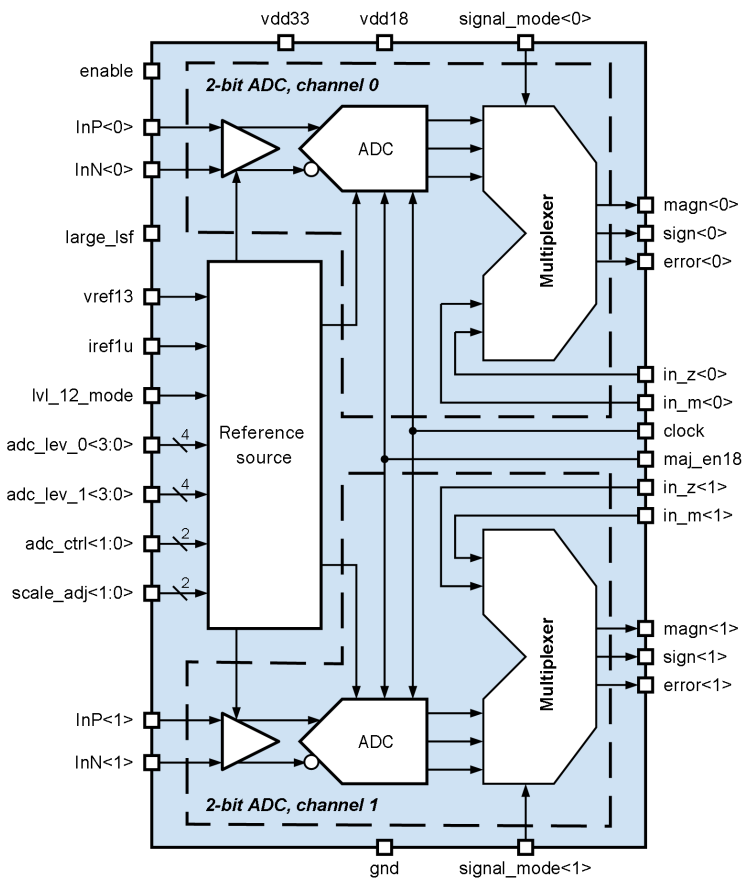 vdd33
vdd18
signal_mode<0>
enable
2-bit ADC, channel 0
InP<0>
ADC
InN<0>
Multiplexer
magn<0>
large_lsf
sign<0>
error<0>
vref13
iref1u
in_z<0>
lvl_12_mode
in_m<0>
Reference
source
clock
adc_lev_0<3:0>
4
maj_en18
adc_lev_1<3:0>
4
in_z<1>
in_m<1>
adc_ctrl<1:0>
2
scale_adj<1:0>
2
Multiplexer
magn<1>
sign<1>
error<1>
InP<1>
ADC
InN<1>
2-bit ADC, channel 1
gnd
signal_mode<1>